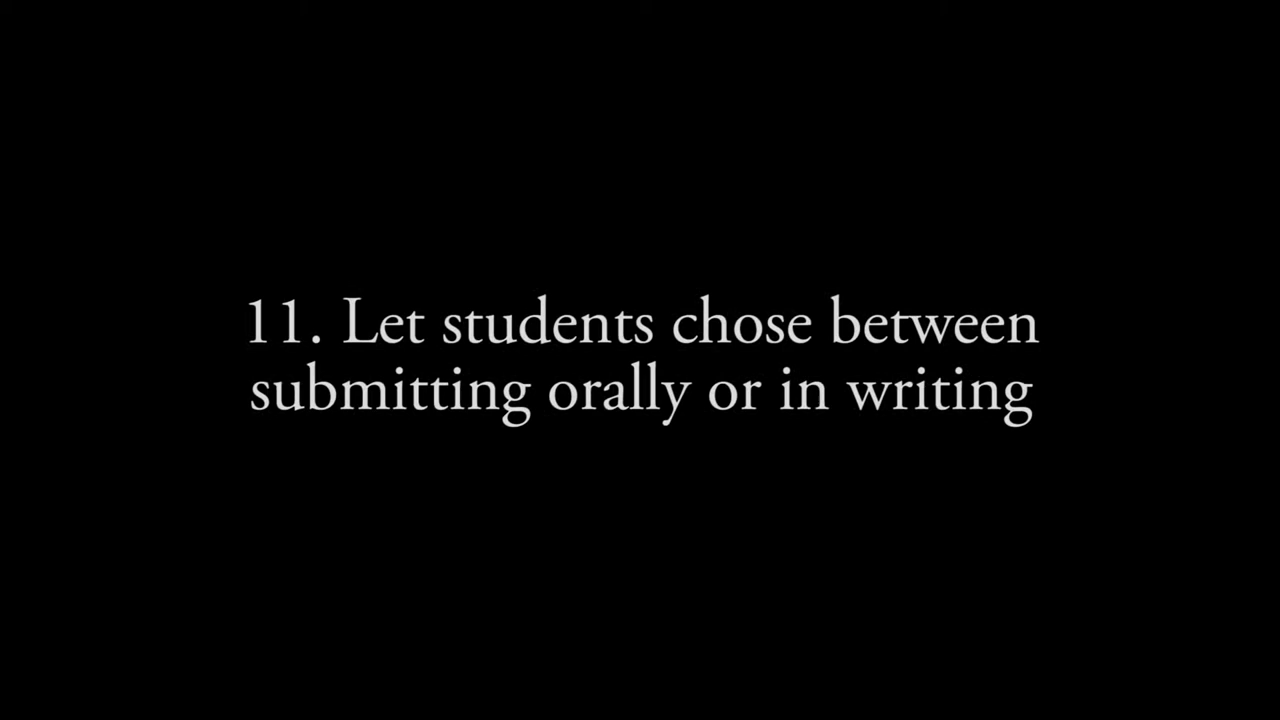 11. Let students chose between
submitting orally or in writing